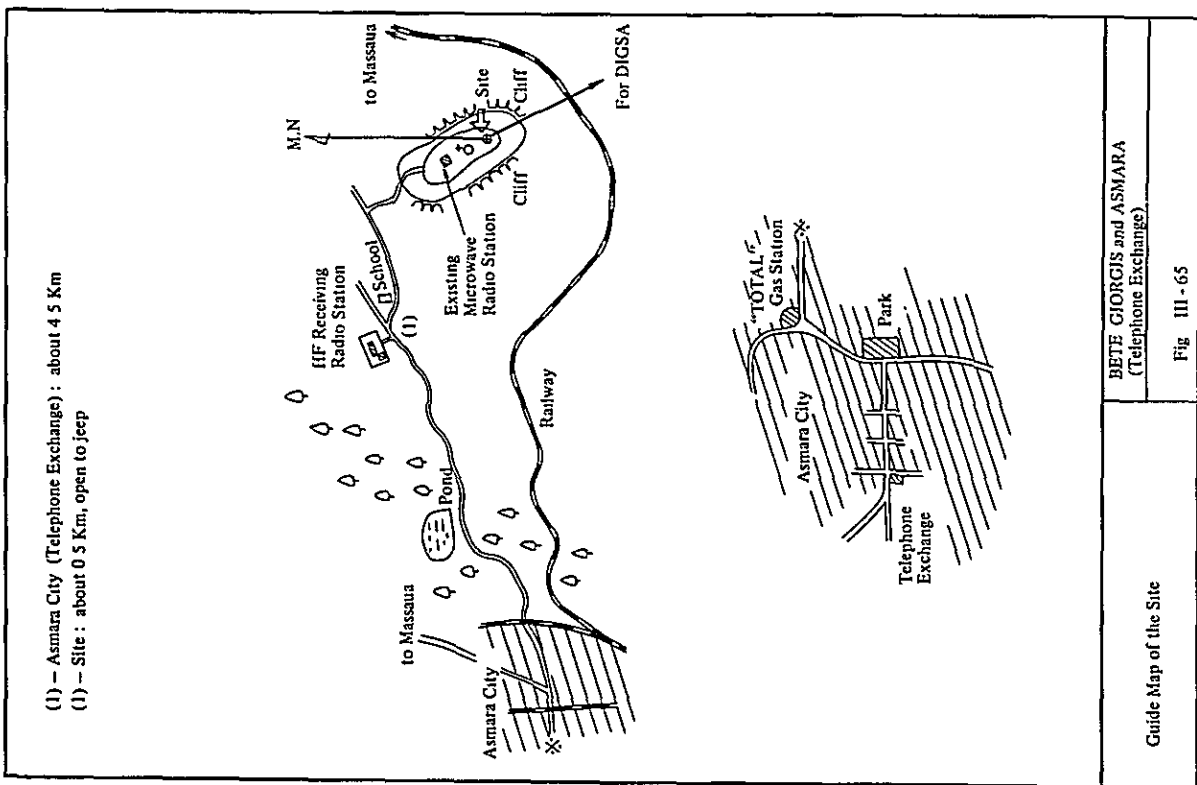 (1) – Asmara City (Telephone Exchange) : about 4 5 Km
(1) – Site : about 0 5 Km, open to jeep
to Massaua
M.N
Site
Cliff
Cliff
For DIGSA
School
(1)
HF Receiving
Radio Station
Existing
Microwave
Radio Station
Pond
Railway
to Massaua
Asmara City
Asmara City
"TOTAL"
Gas Station
Park
Telephone
Exchange
Guide Map of the Site
BETE GIORGIS and ASMARA
(Telephone Exchange)
Fig III - 65